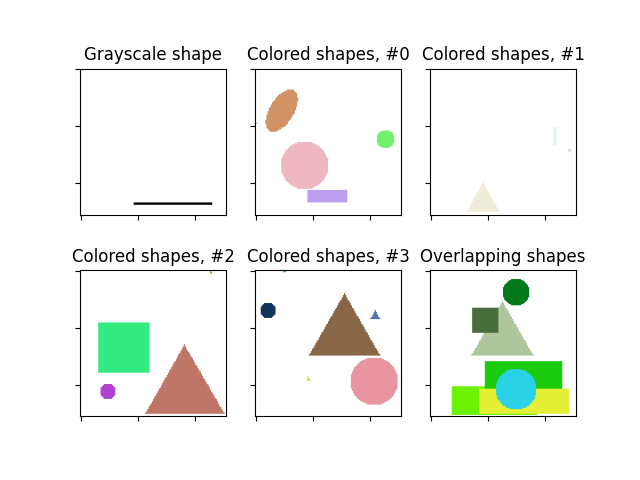 Grayscale shape
Colored shapes, #0
Colored shapes, #1
Colored shapes, #2
Colored shapes, #3
Overlapping shapes